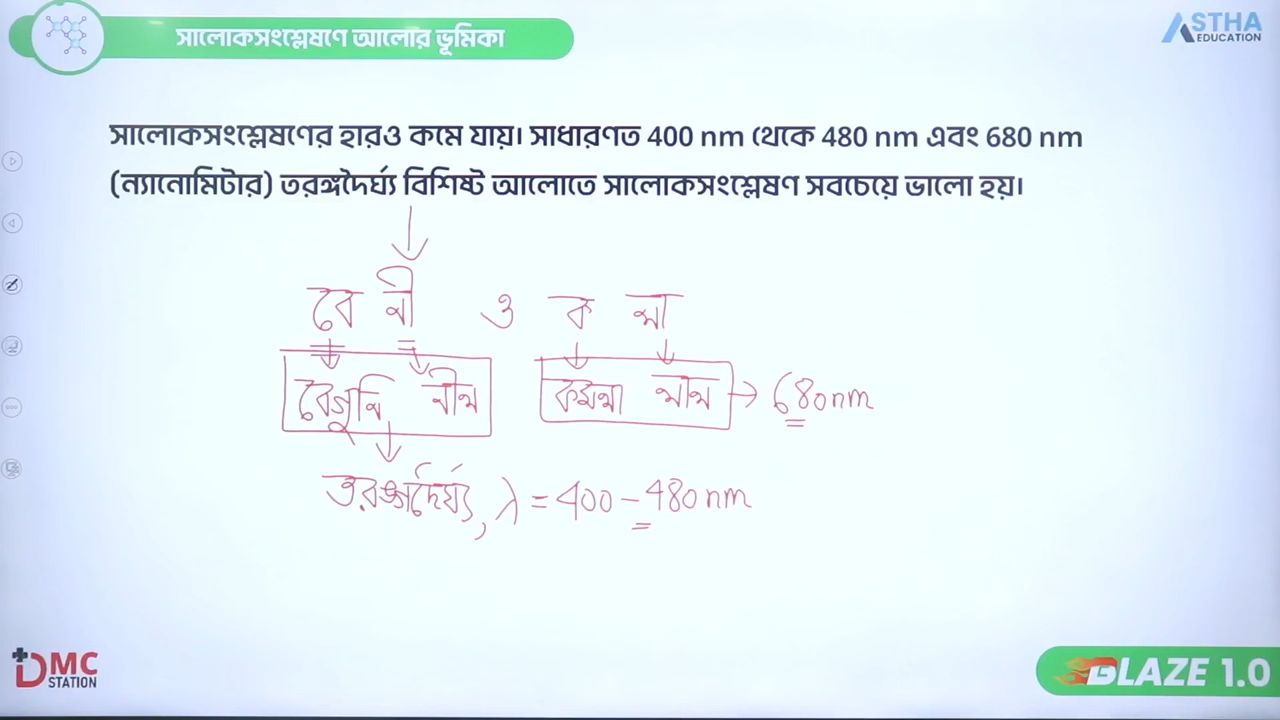 সালোকসংশ্লেষণে আলোর ভূমিকা
ASTHA
EDUCATION
সালোকসংশ্লেষণের হারও কমে যায়। সাধারণত 400 nm থেকে 480 nm এবং 680 nm
(ন্যানোমিটার) তরঙ্গদৈর্ঘ্য বিশিষ্ট আলোতে সালোকসংশ্লেষণ সবচেয়ে ভালো হয়।
বে নী ও ক লা
বেগুনি নীল কমলা লাল → 680nm
তরঙ্গদৈর্ঘ্য, λ = 400 – 480 nm
DMC
STATION
BLAZE 1.0